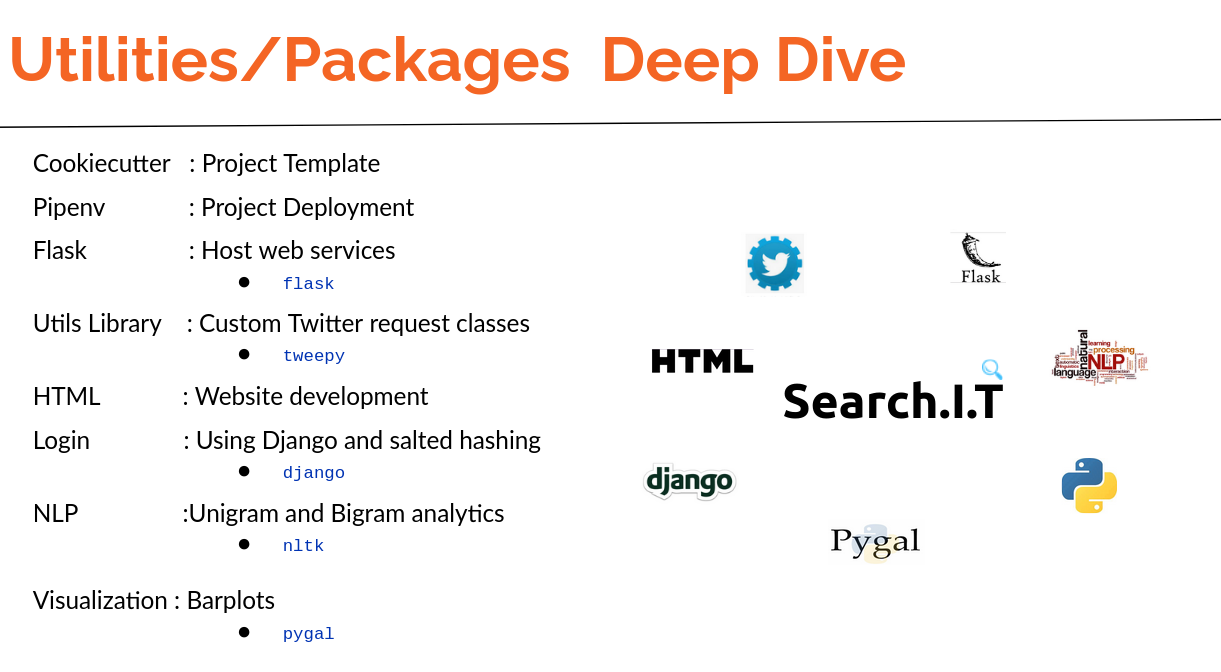 Utilities/Packages  Deep Dive
Cookiecutter : Project Template
Pipenv : Project Deployment
Flask : Host web services
● flask
Utils Library : Custom Twitter request classes
● tweepy
HTML : Website development
Login : Using Django and salted hashing
● django
NLP :Unigram and Bigram analytics
● nltk
Visualization : Barplots
● pygal
Flask
HTML
natural
learning
processing
NLP
language
Search.I.T
django
Pygal